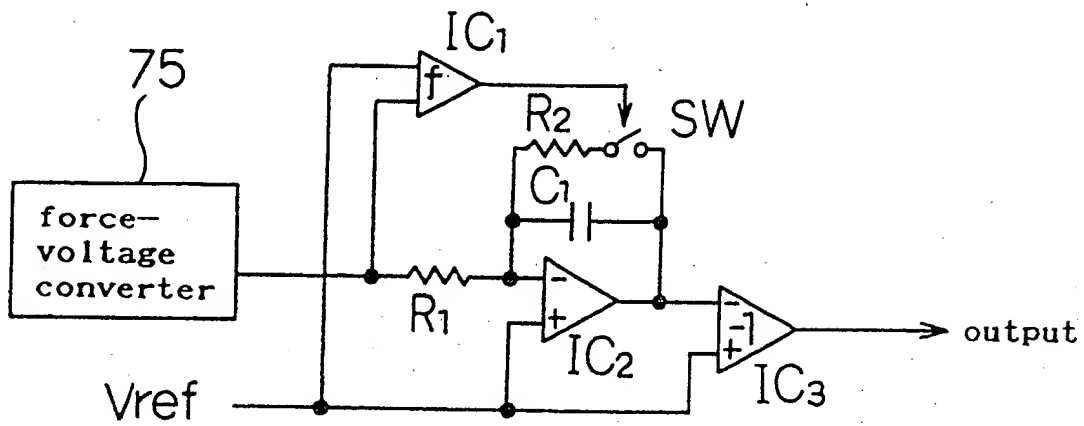 IC1
75
f
R2
SW
C1
force-
voltage
converter
R1
-
+
IC2
-
-1
+
IC3
output
Vref